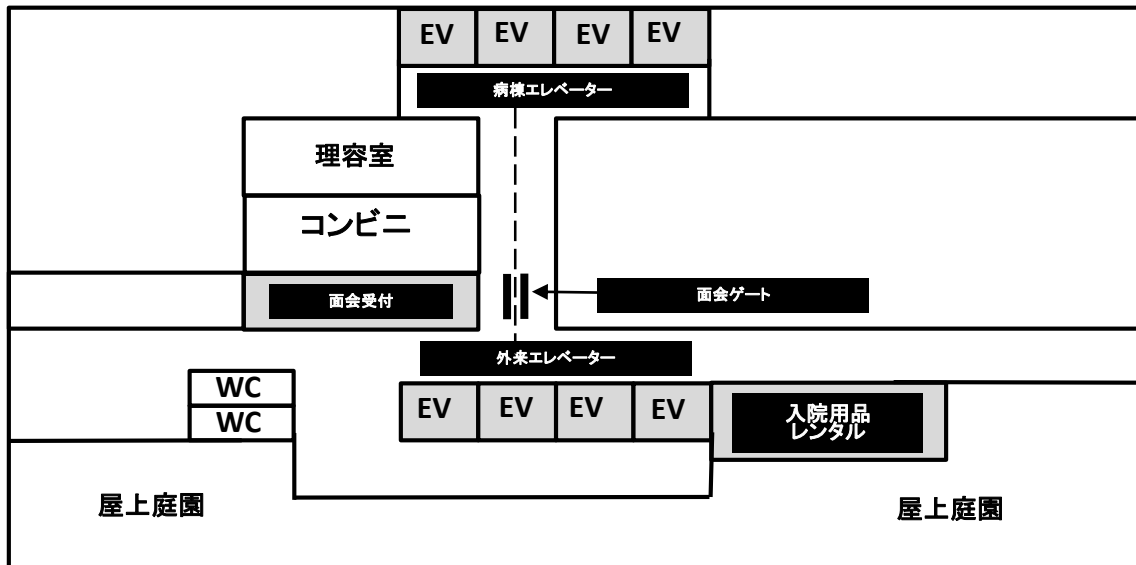 EV EV EV EV
病棟エレベーター
理容室
コンビニ
面会受付
面会ゲート
外来エレベーター
WC
WC
EV EV EV EV
入院用品
レンタル
屋上庭園
屋上庭園